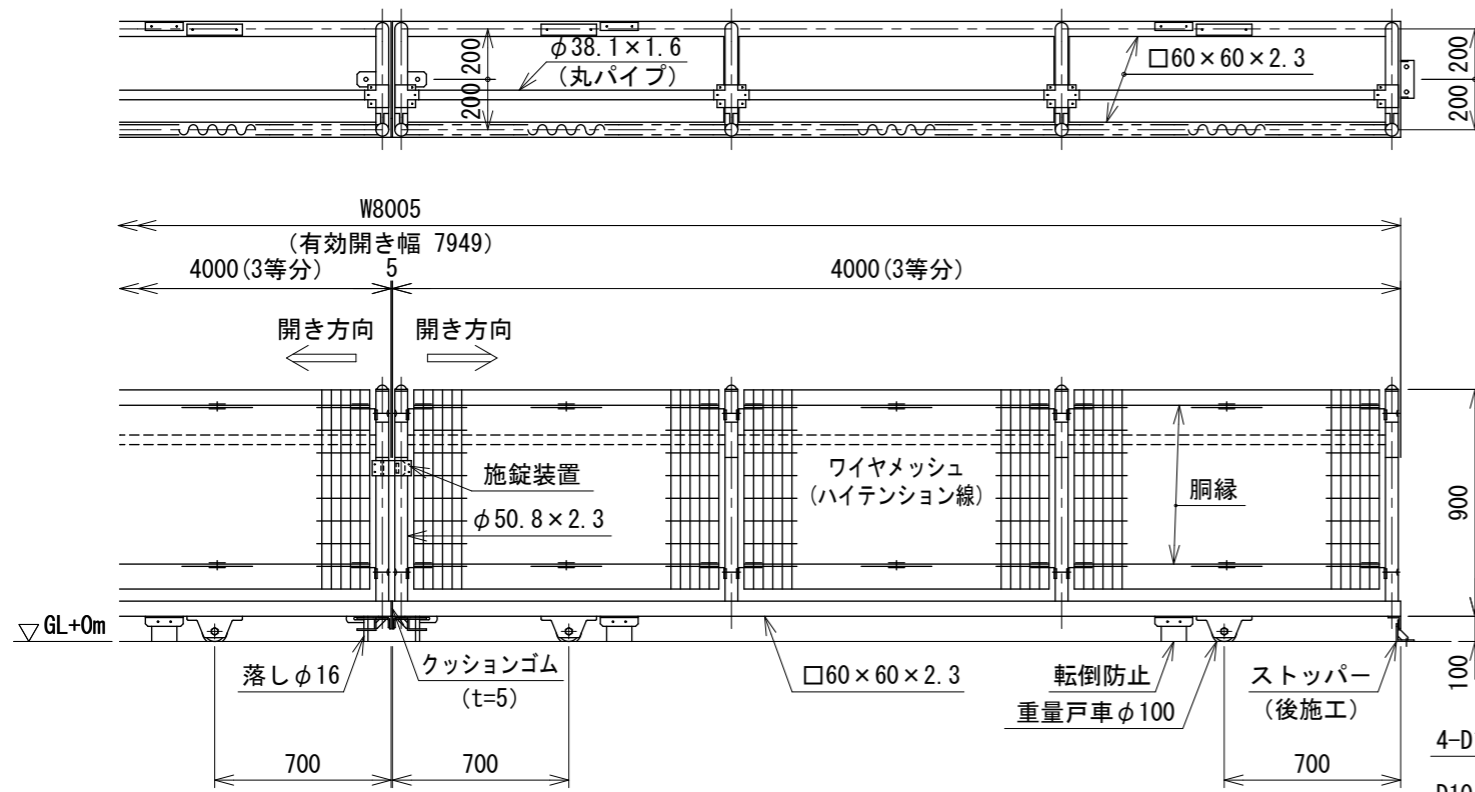 φ38.1×1.6
(丸パイプ)
□60×60×2.3
200
200
200
200
W8005
(有効開き幅 7949)
4000(3等分)
5
4000(3等分)
開き方向
開き方向
施錠装置
φ50.8×2.3
ワイヤメッシュ
(ハイテンション線)
胴縁
900
▽GL+0m
落しφ16
クッションゴム
(t=5)
□60×60×2.3
転倒防止
重量戸車φ100
ストッパー
(後施工)
100
700
700
700
4-D
D10